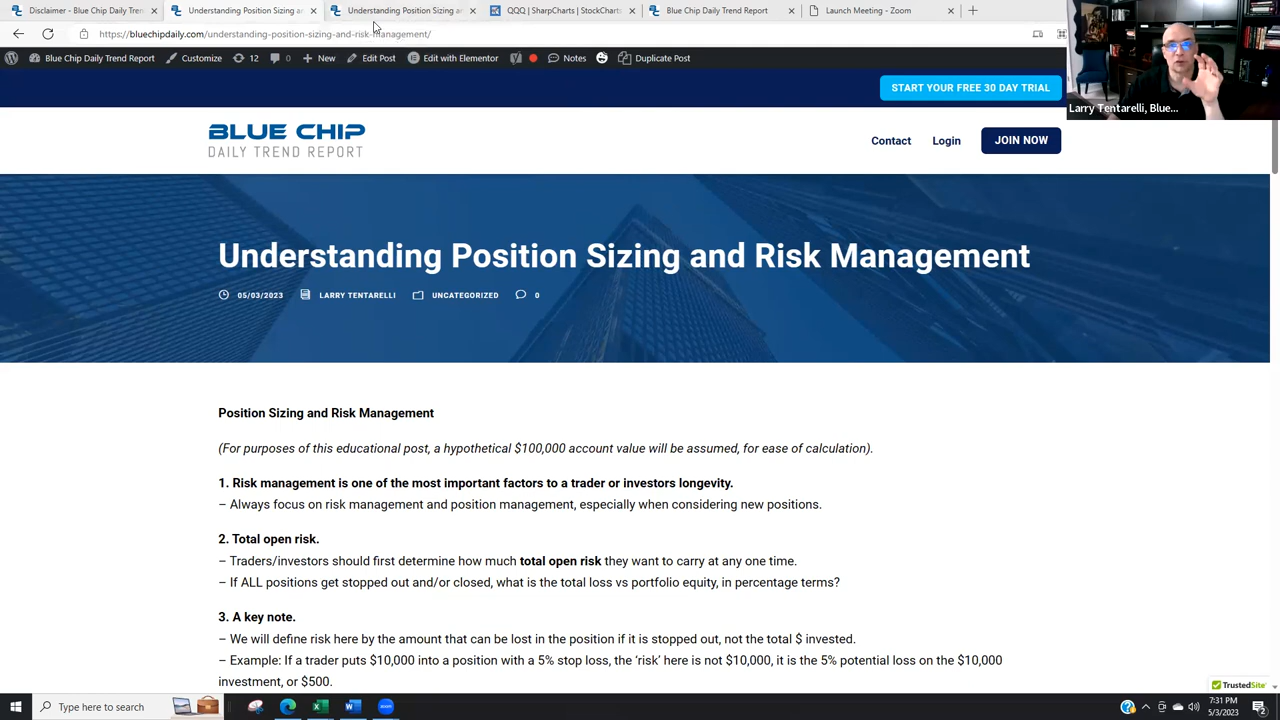 Disclaimer - Blue Chip Daily Tren
Understanding Position Sizing an
Understanding Position Sizing an
QQQ | SharpCharts | StockChart
Blue Chip Daily Trend Report
Launch Meeting - Zoom
https://bluechipdaily.com/understanding-position-sizing-and-risk-management/
Blue Chip Daily Trend Report
Customize
12
0
New
Edit Post
Edit with Elementor
Notes
Duplicate Post
START YOUR FREE 30 DAY TRIAL
Larry Tentarelli, Blue...
BLUE CHIP
DAILY TREND REPORT
Contact
Login
JOIN NOW
Understanding Position Sizing and Risk Management
05/03/2023
LARRY TENTARELLI
UNCATEGORIZED
0
Position Sizing and Risk Management
(For purposes of this educational post, a hypothetical $100,000 account value will be assumed, for ease of calculation).
1. Risk management is one of the most important factors to a trader or investors longevity.
– Always focus on risk management and position management, especially when considering new positions.
2. Total open risk.
– Traders/investors should first determine how much total open risk they want to carry at any one time.
– If ALL positions get stopped out and/or closed, what is the total loss vs portfolio equity, in percentage terms?
3. A key note.
– We will define risk here by the amount that can be lost in the position if it is stopped out, not the total $ invested.
– Example: If a trader puts $10,000 into a position with a 5% stop loss, the ‘risk’ here is not $10,000, it is the 5% potential loss on the $10,000
investment, or $500.
TrustedSite
Type here to search
7:31 PM
5/3/2023